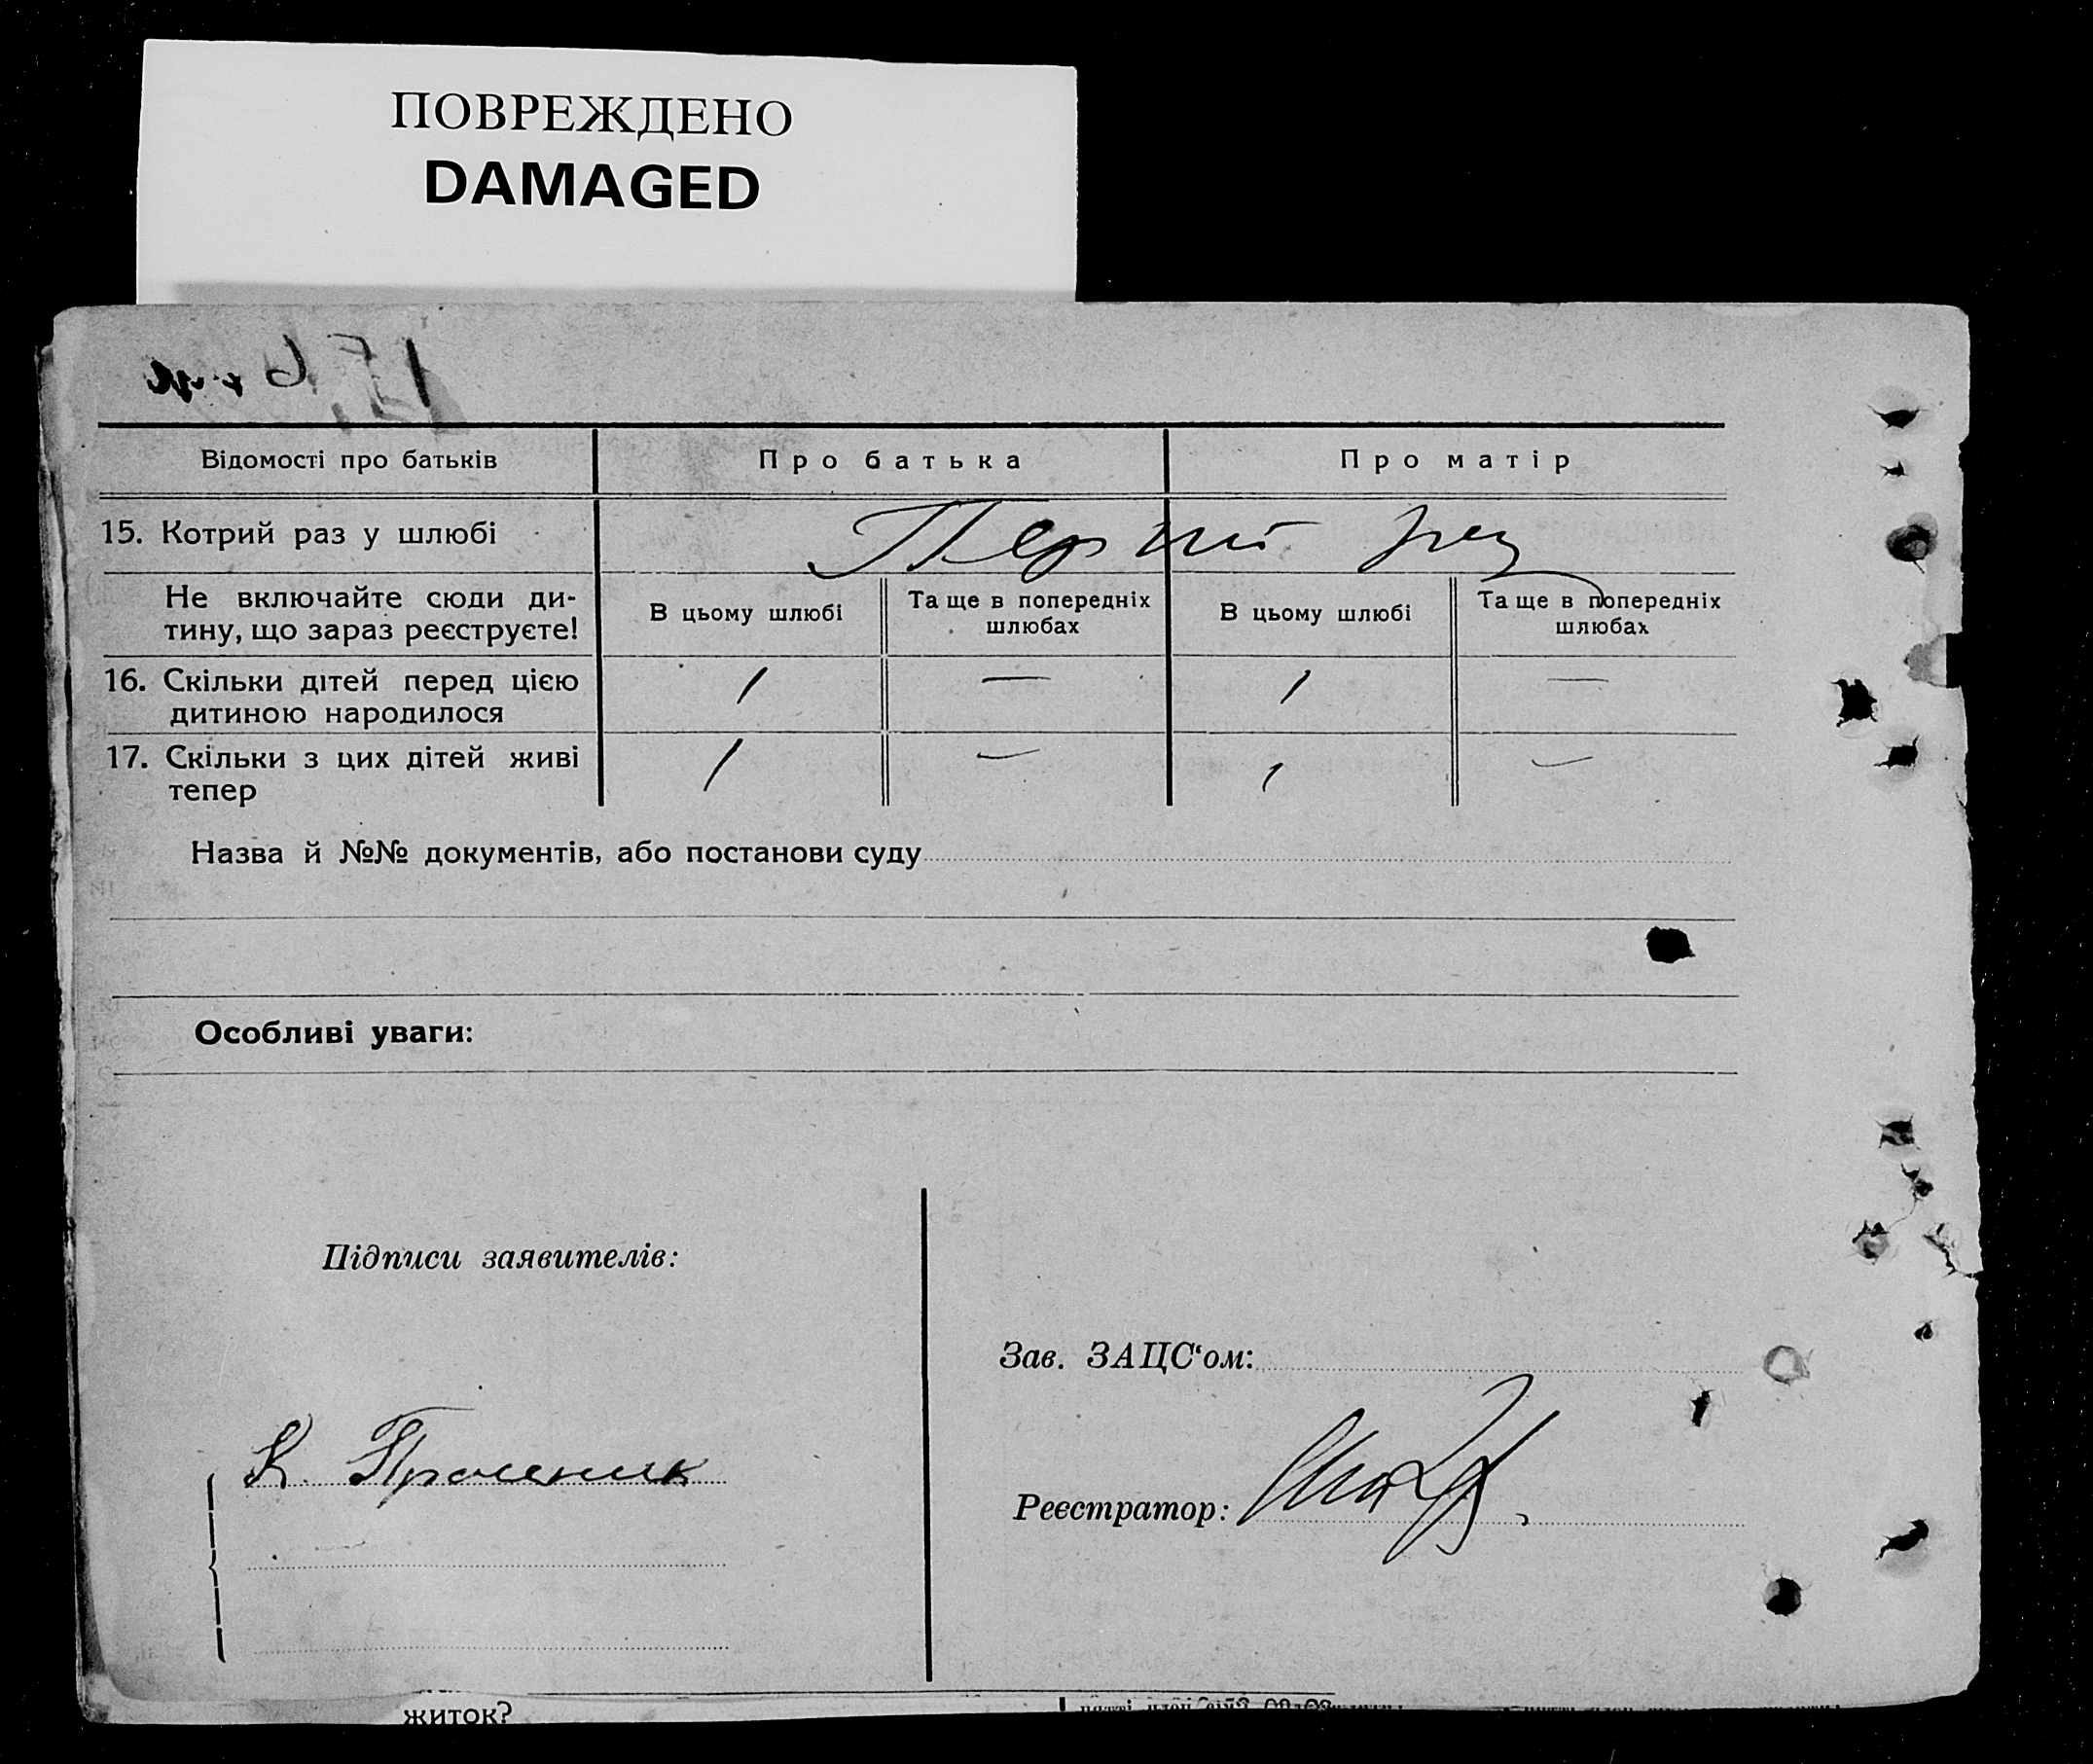 ПОВРЕЖДЕНО
DAMAGED
Відомості про батьків
Про батька
Про матір
15. Котрий раз у шлюбі
Перший раз
Не включайте сюди ди-
тину, що зараз реєструєте!
В цьому шлюбі
Та ще в попередніх
шлюбах
В цьому шлюбі
Та ще в попередніх
шлюбах
16. Скільки дітей перед цією
дитиною народилося
1 — 1 —
17. Скільки з цих дітей живі
тепер
1 — 1 —
Назва й №№ документів, або постанови суду
Особливі уваги:
Підписи заявителів:
Зав. ЗАЦС‘ом:
К.
Реєстратор:
житок?